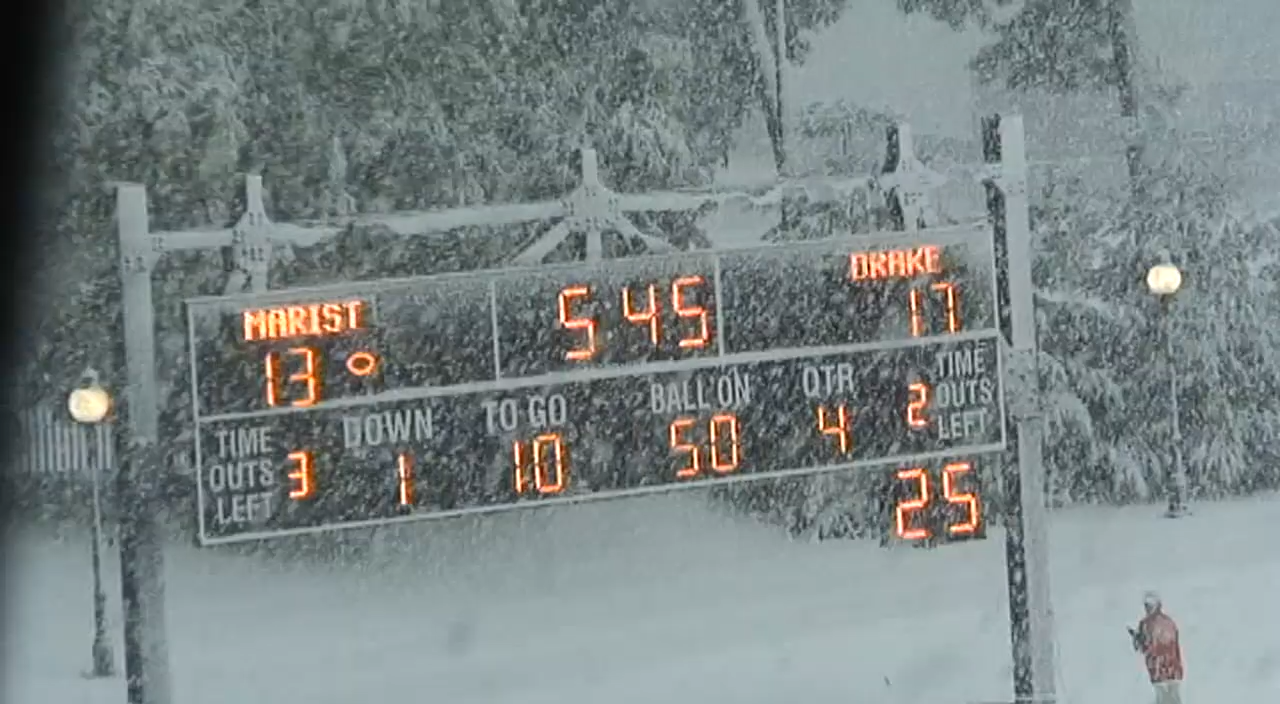 MARIST 5 45 DRAKE
13 17
TIME OUTS LEFT 3 DOWN 1 TO GO 10 BALL ON 50 QTR 4 2 TIME OUTS LEFT
25